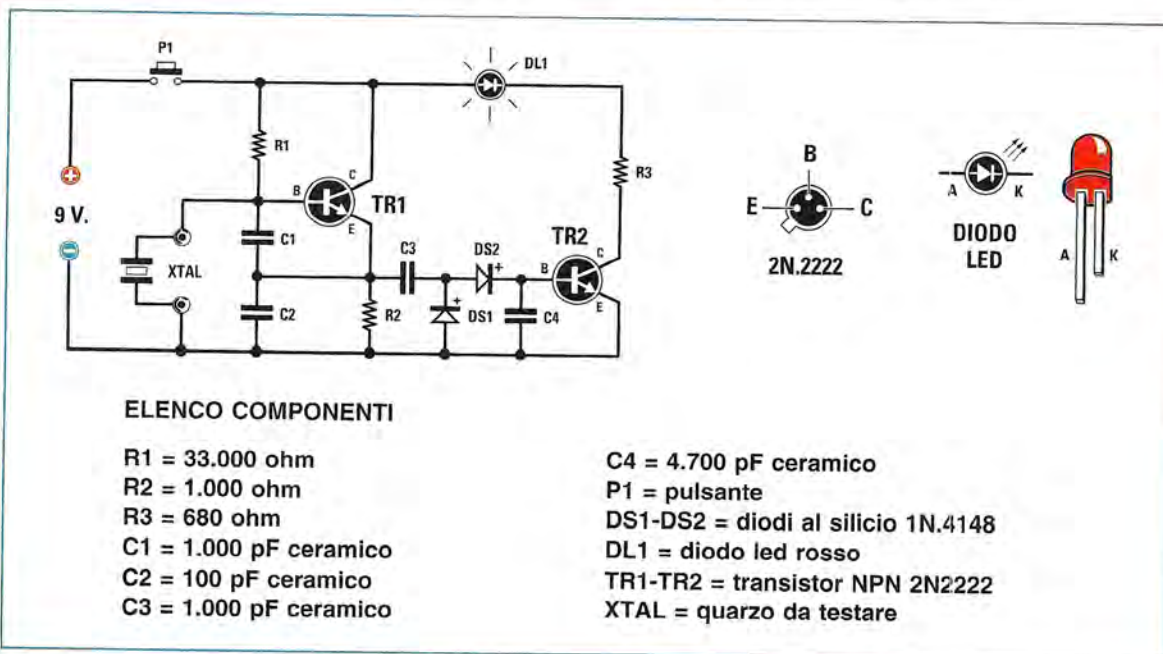 P1
DL1
R1
R3
B
C
TR1
E
9 V.
XTAL
C1
C2
C3
R2
DS2
+
DS1
+
C4
TR2
B
C
E
B
E
C
2N.2222
A
K
DIODO
LED
A
K
ELENCO COMPONENTI
R1 = 33.000 ohm
R2 = 1.000 ohm
R3 = 680 ohm
C1 = 1.000 pF ceramico
C2 = 100 pF ceramico
C3 = 1.000 pF ceramico
C4 = 4.700 pF ceramico
P1 = pulsante
DS1-DS2 = diodi al silicio 1N.4148
DL1 = diodo led rosso
TR1-TR2 = transistor NPN 2N2222
XTAL = quarzo da testare